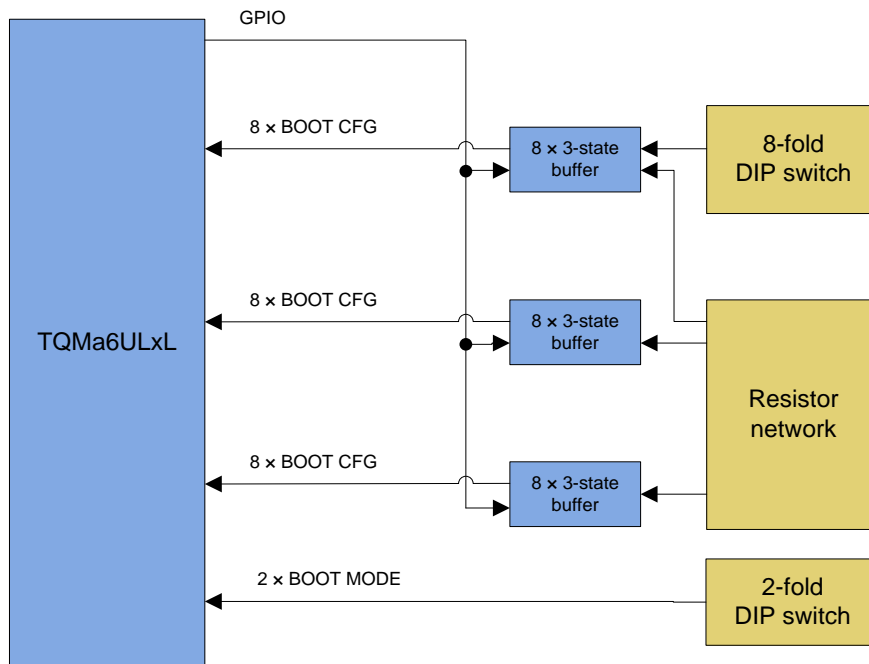 GPIO
8 × BOOT CFG
8 × 3-state
buffer
8-fold
DIP switch
8 × BOOT CFG
8 × 3-state
buffer
TQMa6ULxL
Resistor
network
8 × BOOT CFG
8 × 3-state
buffer
2 × BOOT MODE
2-fold
DIP switch